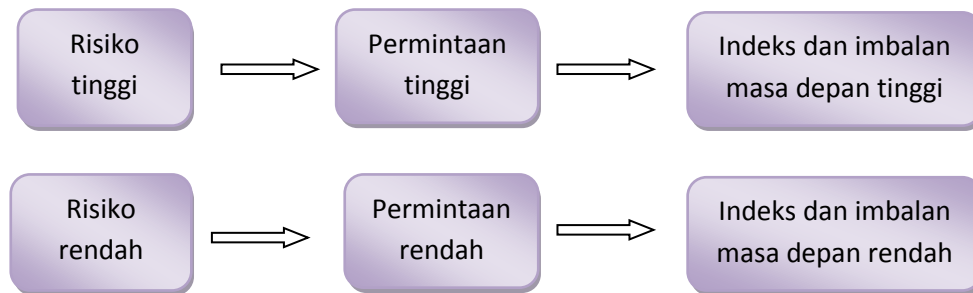 Risiko
tinggi
Permintaan
tinggi
Indeks dan imbalan
masa depan tinggi
Risiko
rendah
Permintaan
rendah
Indeks dan imbalan
masa depan rendah